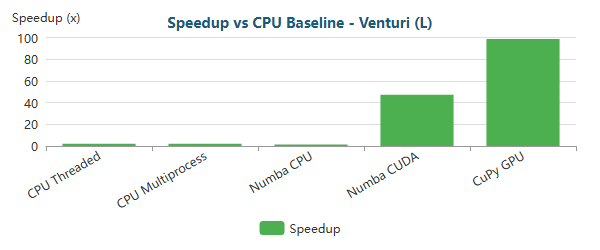 Speedup (x)
Speedup vs CPU Baseline - Venturi (L)
100
80
60
40
20
0
CPU Threaded
CPU Multiprocess
Numba CPU
Numba CUDA
CuPy GPU
Speedup